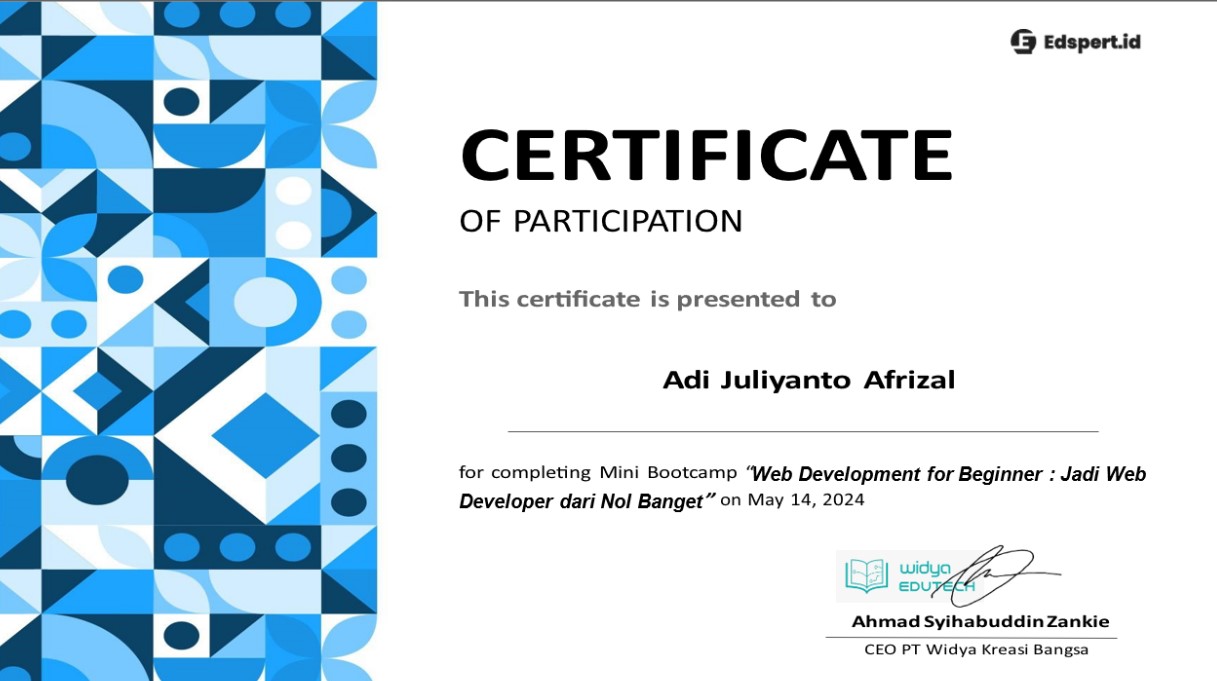 Edspert.id
CERTIFICATE
OF PARTICIPATION
This certificate is presented to
Adi Juliyanto Afrizal
for completing Mini Bootcamp “Web Development for Beginner : Jadi Web
Developer dari Nol Banget” on May 14, 2024
widya
EDUTECH
Ahmad Syihabuddin Zankie
CEO PT Widya Kreasi Bangsa